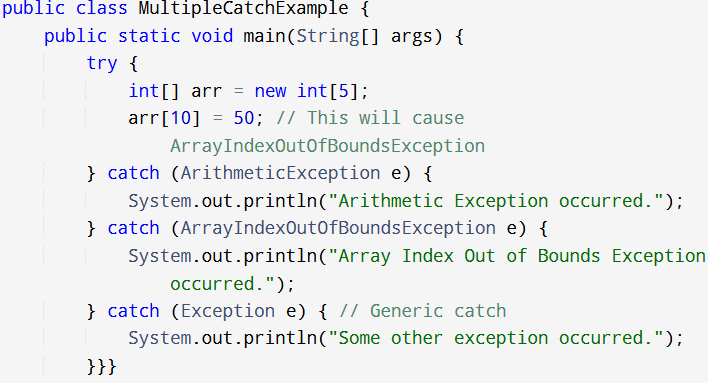 public class MultipleCatchExample {
    public static void main(String[] args) {
        try {
            int[] arr = new int[5];
            arr[10] = 50; // This will cause
                ArrayIndexOutOfBoundsException
        } catch (ArithmeticException e) {
            System.out.println("Arithmetic Exception occurred.");
        } catch (ArrayIndexOutOfBoundsException e) {
            System.out.println("Array Index Out of Bounds Exception
                occurred.");
        } catch (Exception e) { // Generic catch
            System.out.println("Some other exception occurred.");
        }}}